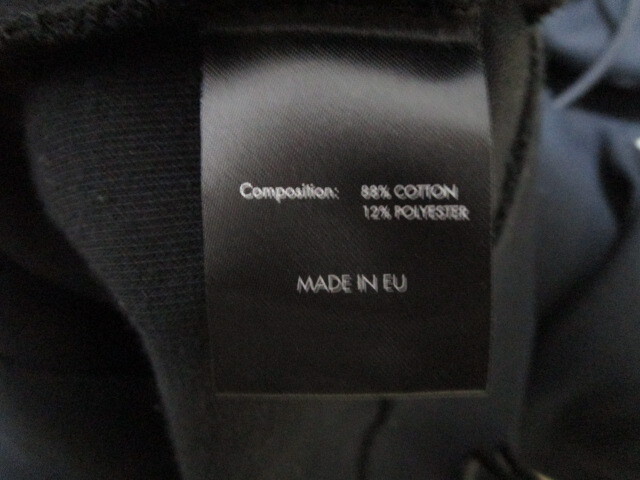 Composition: 88% COTTON
12% POLYESTER
MADE IN EU